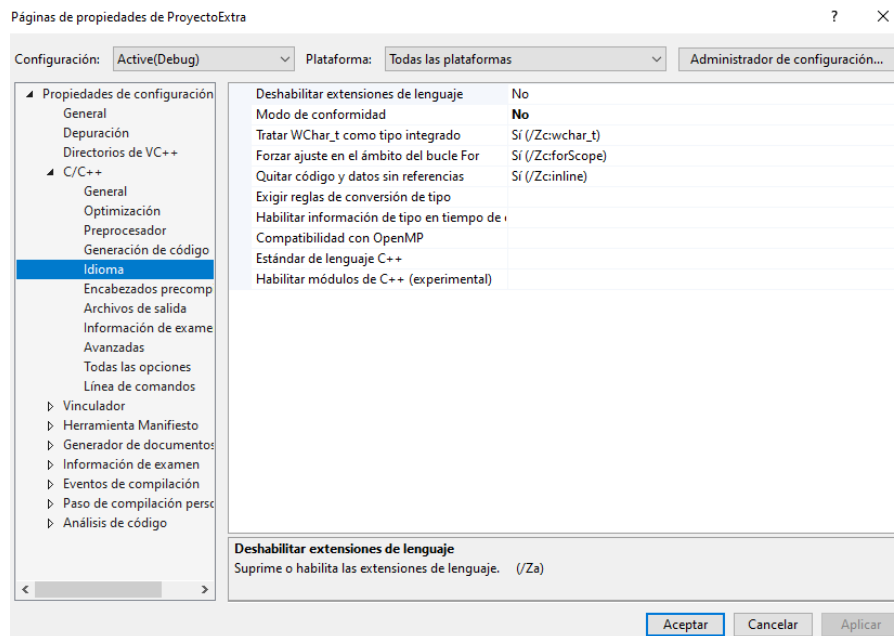 Páginas de propiedades de ProyectoExtra ? ×
Configuración: Active(Debug) Plataforma: Todas las plataformas Administrador de configuración...
Propiedades de configuración
General
Depuración
Directorios de VC++
C/C++
General
Optimización
Preprocesador
Generación de código
Idioma
Encabezados precomp
Archivos de salida
Información de exame
Avanzadas
Todas las opciones
Línea de comandos
Vinculador
Herramienta Manifiesto
Generador de documentos
Información de examen
Eventos de compilación
Paso de compilación perso
Análisis de código
Deshabilitar extensiones de lenguaje No
Modo de conformidad No
Tratar WChar_t como tipo integrado Sí (/Zc:wchar_t)
Forzar ajuste en el ámbito del bucle For Sí (/Zc:forScope)
Quitar código y datos sin referencias Sí (/Zc:inline)
Exigir reglas de conversión de tipo
Habilitar información de tipo en tiempo de
Compatibilidad con OpenMP
Estándar de lenguaje C++
Habilitar módulos de C++ (experimental)
Deshabilitar extensiones de lenguaje
Suprime o habilita las extensiones de lenguaje. (/Za)
Aceptar Cancelar Aplicar